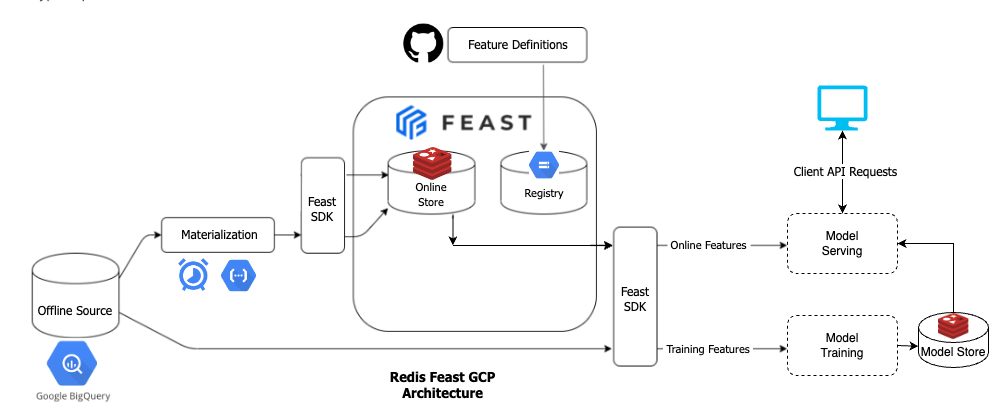 Feature Definitions
FEAST
Online
Store
Registry
Feast
SDK
Materialization
Offline Source
Google BigQuery
Client API Requests
Online Features
Model
Serving
Feast
SDK
Training Features
Model
Training
Model Store
Redis Feast GCP
Architecture